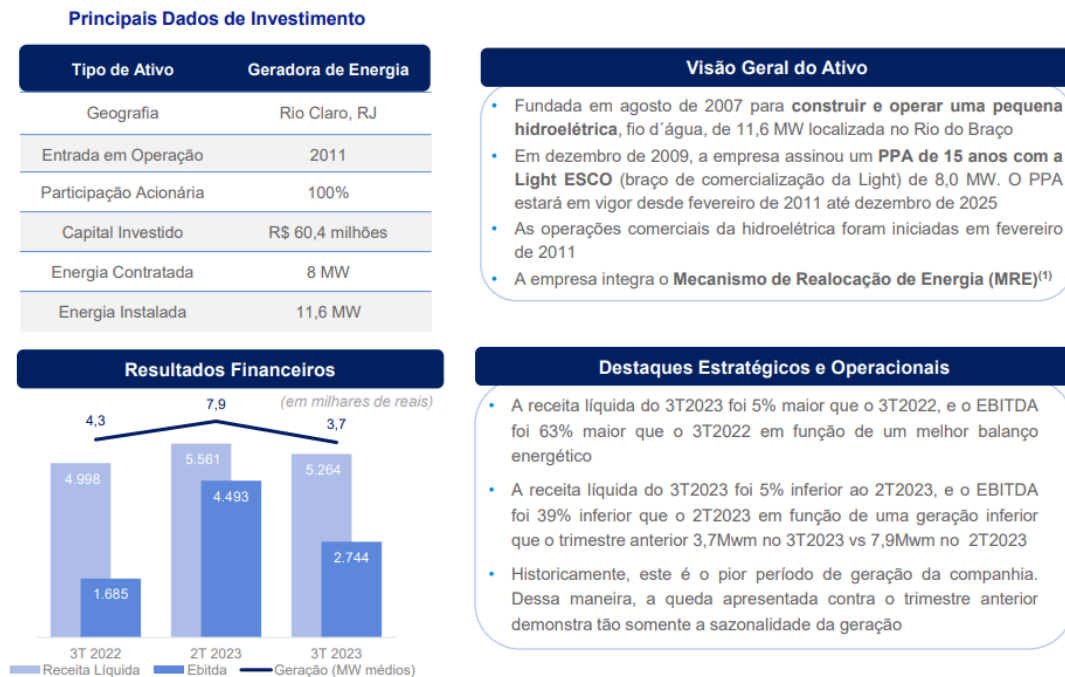 Principais Dados de Investimento
Tipo de Ativo Geradora de Energia
Geografia Rio Claro, RJ
Entrada em Operação 2011
Participação Acionária 100%
Capital Investido R$ 60,4 milhões
Energia Contratada 8 MW
Energia Instalada 11,6 MW
Visão Geral do Ativo
• Fundada em agosto de 2007 para construir e operar uma pequena
hidroelétrica, fio d´água, de 11,6 MW localizada no Rio do Braço
• Em dezembro de 2009, a empresa assinou um PPA de 15 anos com a
Light ESCO (braço de comercialização da Light) de 8,0 MW. O PPA
estará em vigor desde fevereiro de 2011 até dezembro de 2025
• As operações comerciais da hidroelétrica foram iniciadas em fevereiro
de 2011
• A empresa integra o Mecanismo de Realocação de Energia (MRE)(1)
Resultados Financeiros
(em milhares de reais)
4,3 7,9 3,7
4.998 5.561 5.264
1.685 4.493 2.744
3T 2022 2T 2023 3T 2023
Receita Líquida Ebitda Geração (MW médios)
Destaques Estratégicos e Operacionais
• A receita líquida do 3T2023 foi 5% maior que o 3T2022, e o EBITDA
foi 63% maior que o 3T2022 em função de um melhor balanço
energético
• A receita líquida do 3T2023 foi 5% inferior ao 2T2023, e o EBITDA
foi 39% inferior que o 2T2023 em função de uma geração inferior
que o trimestre anterior 3,7Mwm no 3T2023 vs 7,9Mwm no 2T2023
• Historicamente, este é o pior período de geração da companhia.
Dessa maneira, a queda apresentada contra o trimestre anterior
demonstra tão somente a sazonalidade da geração